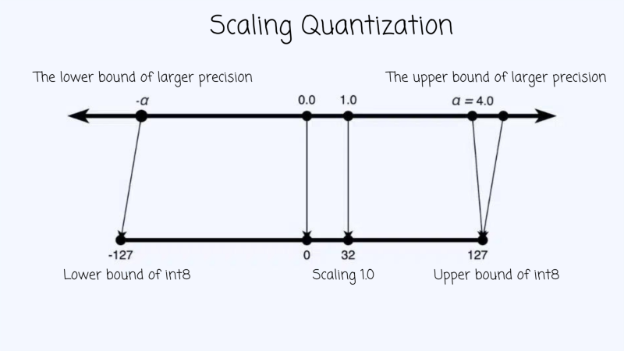 Scaling Quantization
The lower bound of larger precision
The upper bound of larger precision
-α
0.0
1.0
α = 4.0
-127
0
32
127
Lower bound of int8
Scaling 1.0
Upper bound of int8